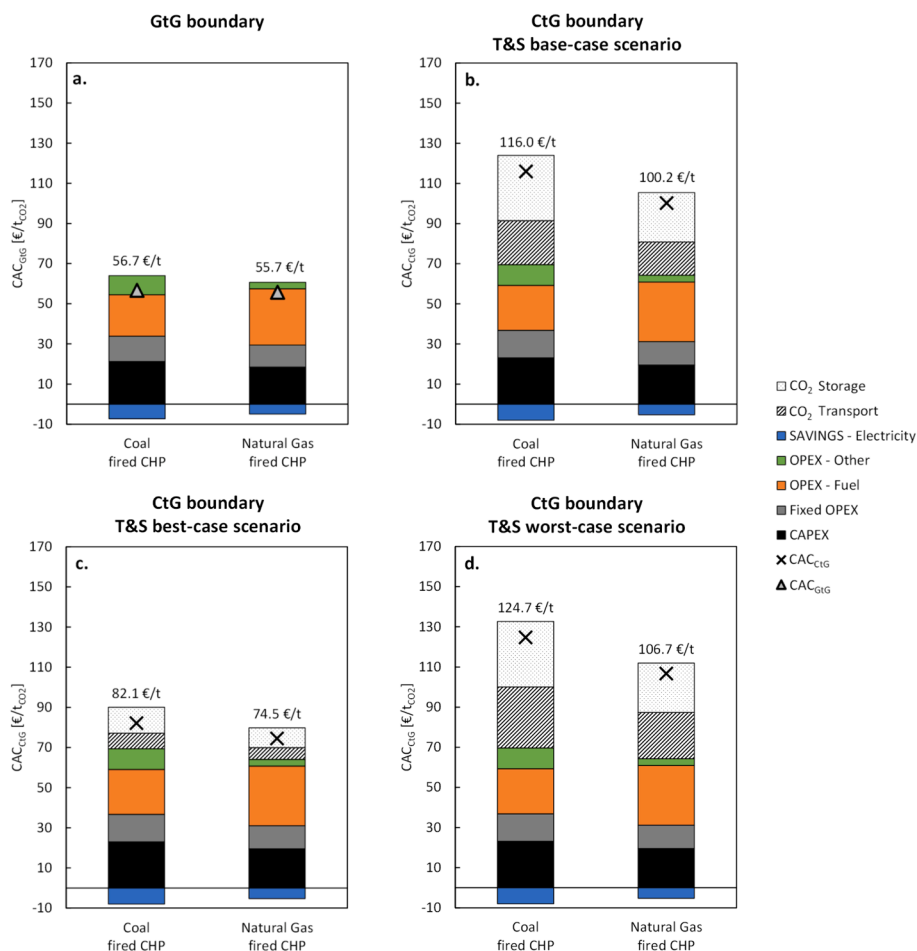 GtG boundary
a.
170
150
130
110
90
70
50
30
10
-10
CAC_GtG [€/t_CO2]
56.7 €/t
55.7 €/t
Coal
fired CHP
Natural Gas
fired CHP
CtG boundary
T&S base-case scenario
b.
170
150
130
110
90
70
50
30
10
-10
CAC_CtG [€/t_CO2]
116.0 €/t
100.2 €/t
Coal
fired CHP
Natural Gas
fired CHP
CO₂ Storage
CO₂ Transport
SAVINGS - Electricity
OPEX - Other
OPEX - Fuel
Fixed OPEX
CAPEX
CAC_CtG
CAC_GtG
CtG boundary
T&S best-case scenario
c.
170
150
130
110
90
70
50
30
10
-10
CAC_CtG [€/t_CO2]
82.1 €/t
74.5 €/t
Coal
fired CHP
Natural Gas
fired CHP
CtG boundary
T&S worst-case scenario
d.
170
150
130
110
90
70
50
30
10
-10
CAC_CtG [€/t_CO2]
124.7 €/t
106.7 €/t
Coal
fired CHP
Natural Gas
fired CHP